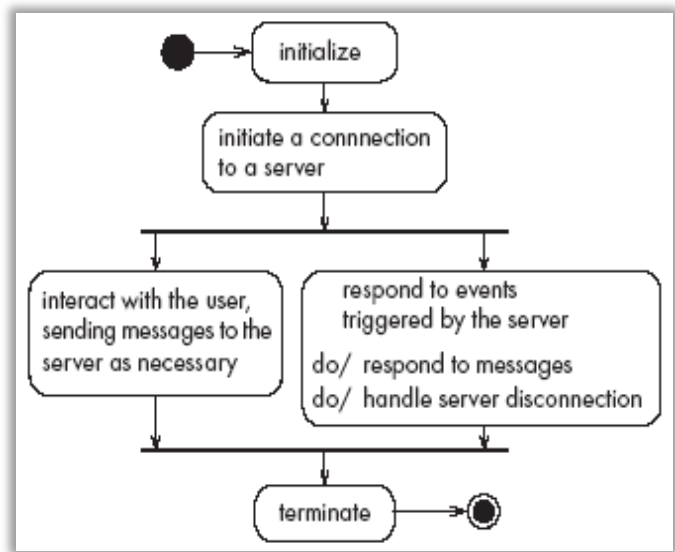 initialize
initiate a connnection
to a server
interact with the user,
sending messages to the
server as necessary
respond to events
triggered by the server
do/ respond to messages
do/ handle server disconnection
terminate